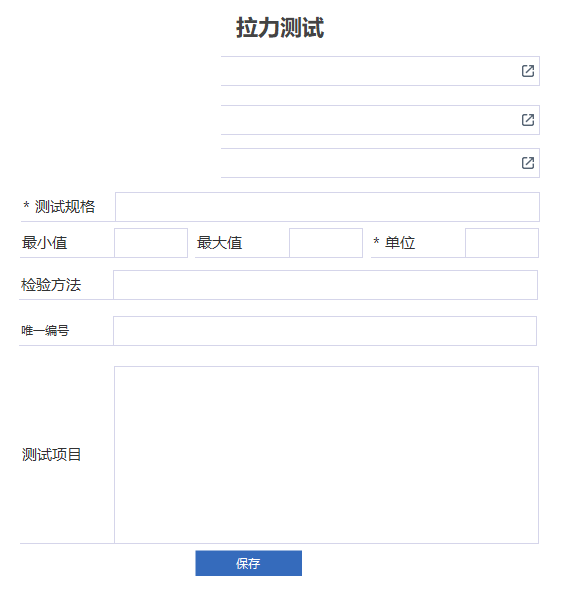 拉力测试
* 测试规格
最小值 最大值 * 单位
检验方法
唯一编号
测试项目
保存